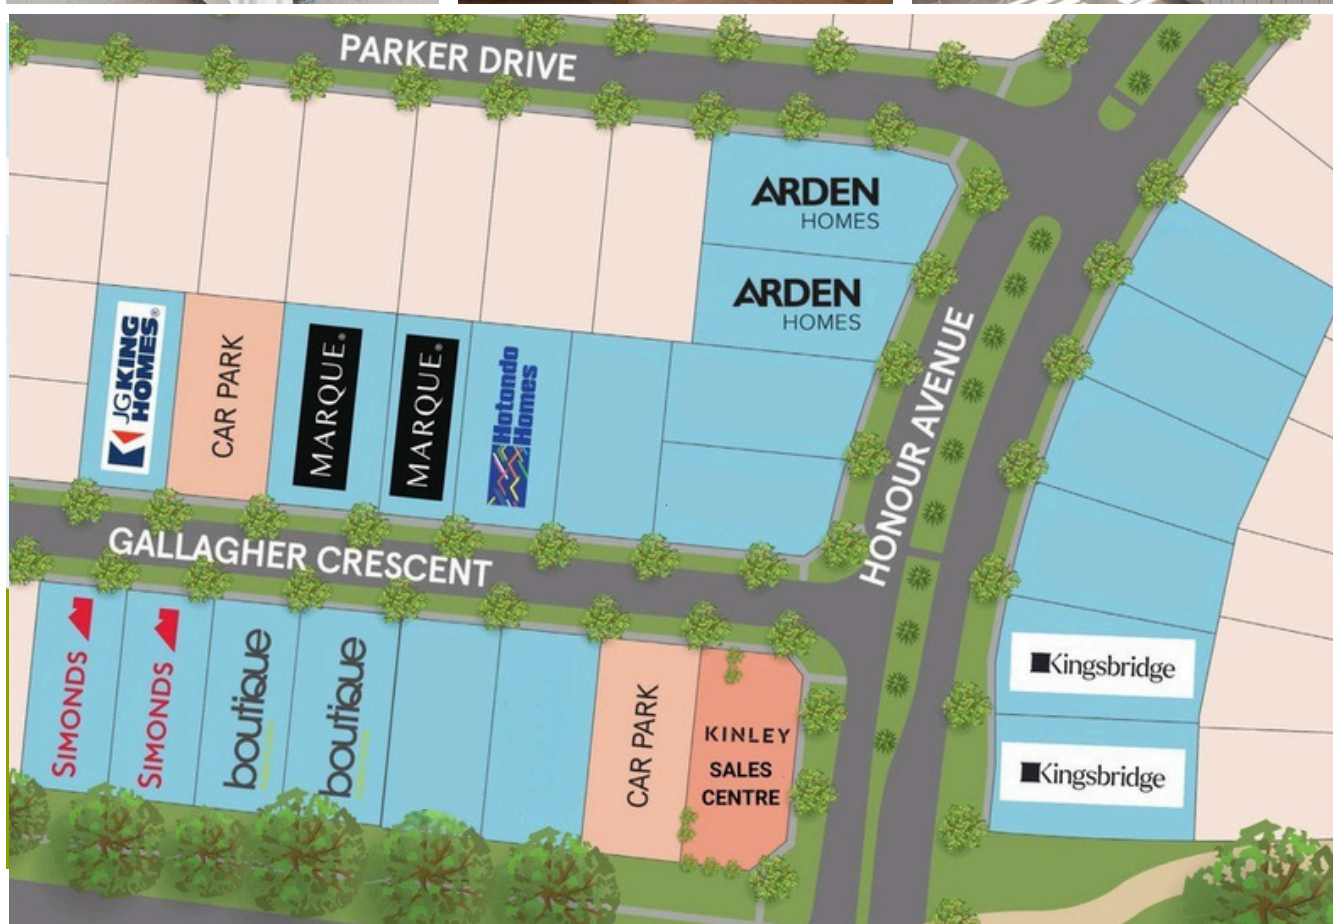 PARKER DRIVE
ARDEN
HOMES
ARDEN
HOMES
JG KING
HOMES®
CAR PARK
MARQUE.®
MARQUE.®
Hotondo
Homes
HONOUR AVENUE
GALLAGHER CRESCENT
SIMONDS
SIMONDS
boutique
boutique
CAR PARK
KINLEY
SALES
CENTRE
Kingsbridge
Kingsbridge